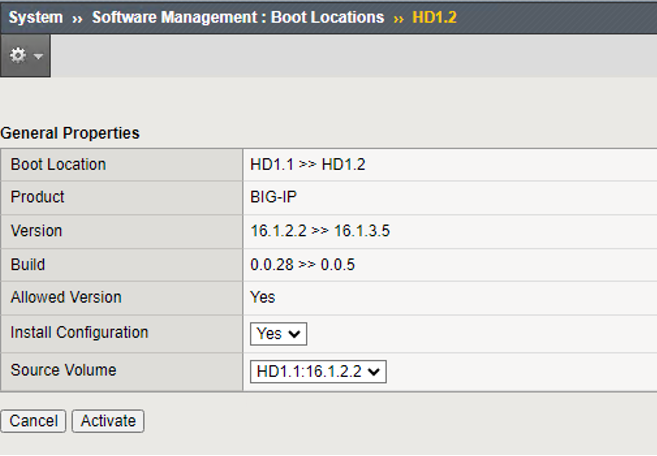 System ›› Software Management : Boot Locations ›› HD1.2
General Properties
Boot Location HD1.1 >> HD1.2
Product BIG-IP
Version 16.1.2.2 >> 16.1.3.5
Build 0.0.28 >> 0.0.5
Allowed Version Yes
Install Configuration Yes
Source Volume HD1.1:16.1.2.2
Cancel Activate